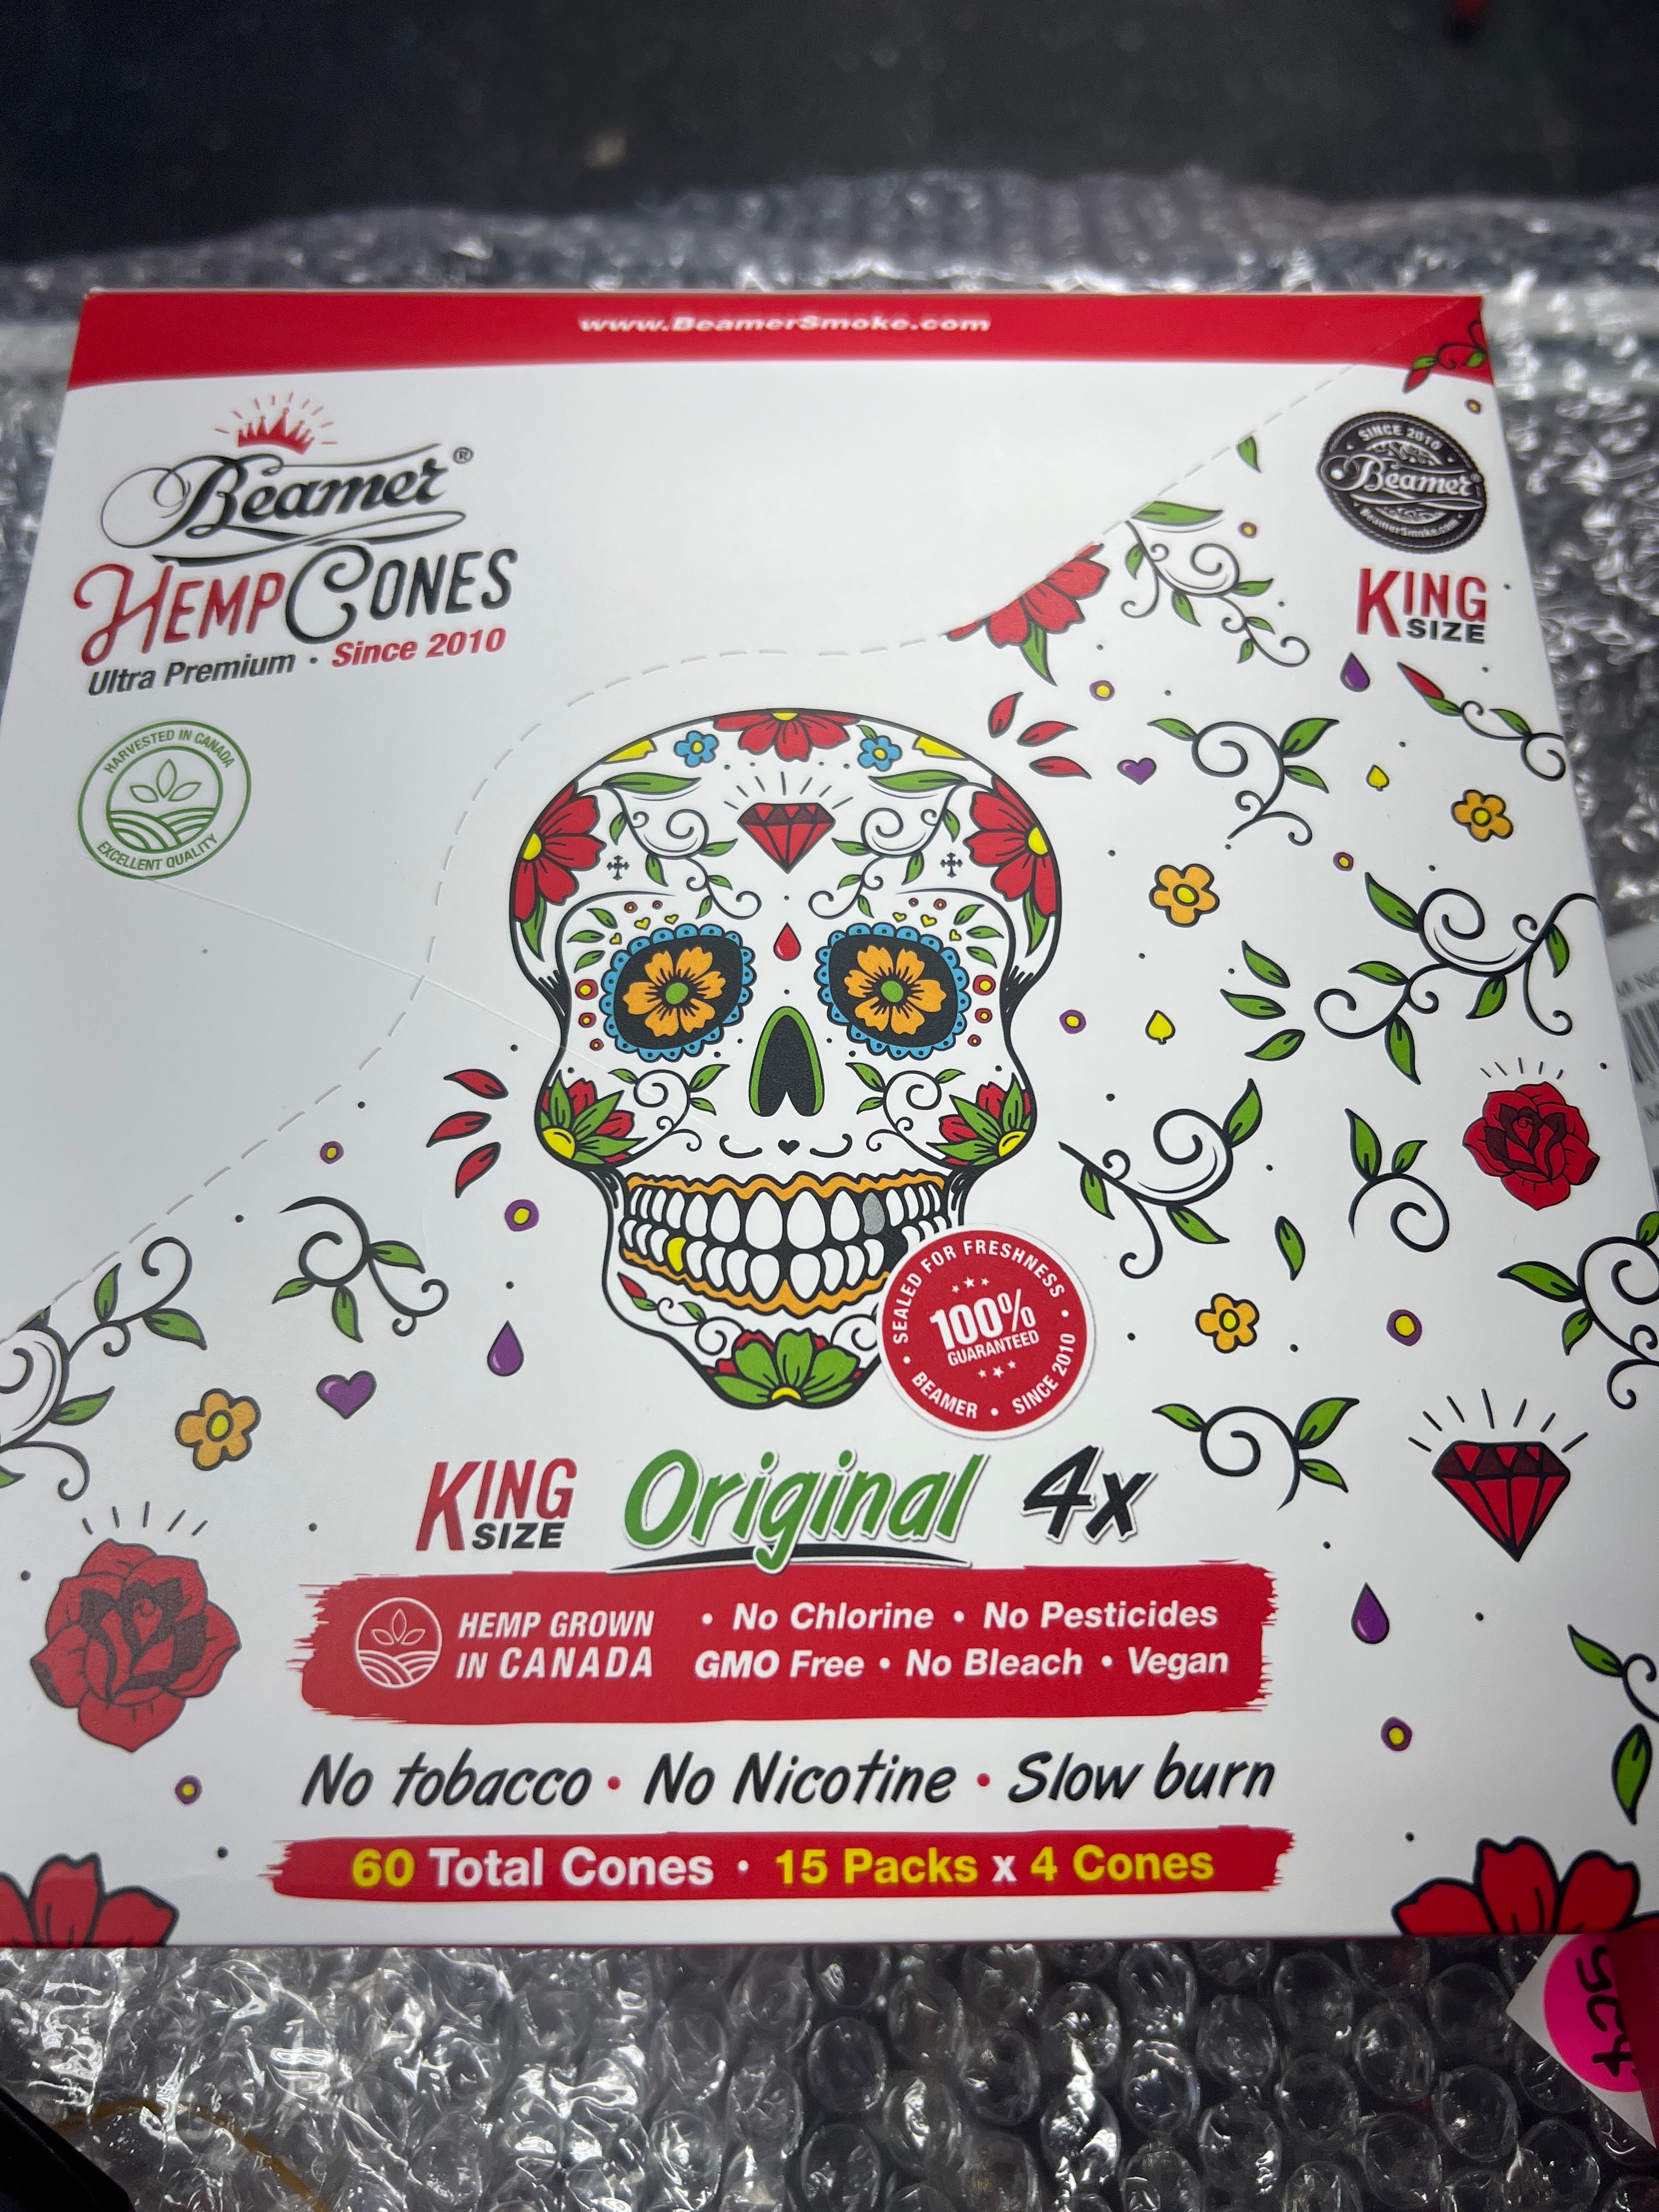 www.BeamerSmoke.com
Beamer®
HEMP CONES
Ultra Premium • Since 2010
HARVESTED IN CANADA
EXCELLENT QUALITY
SINCE 2010
Beamer®
BeamerSmoke.com
KING
SIZE
SEALED FOR FRESHNESS
100%
GUARANTEED
BEAMER • SINCE 2010
KING SIZE Original 4x
HEMP GROWN
IN CANADA
• No Chlorine • No Pesticides
GMO Free • No Bleach • Vegan
No tobacco • No Nicotine • Slow burn
60 Total Cones • 15 Packs x 4 Cones